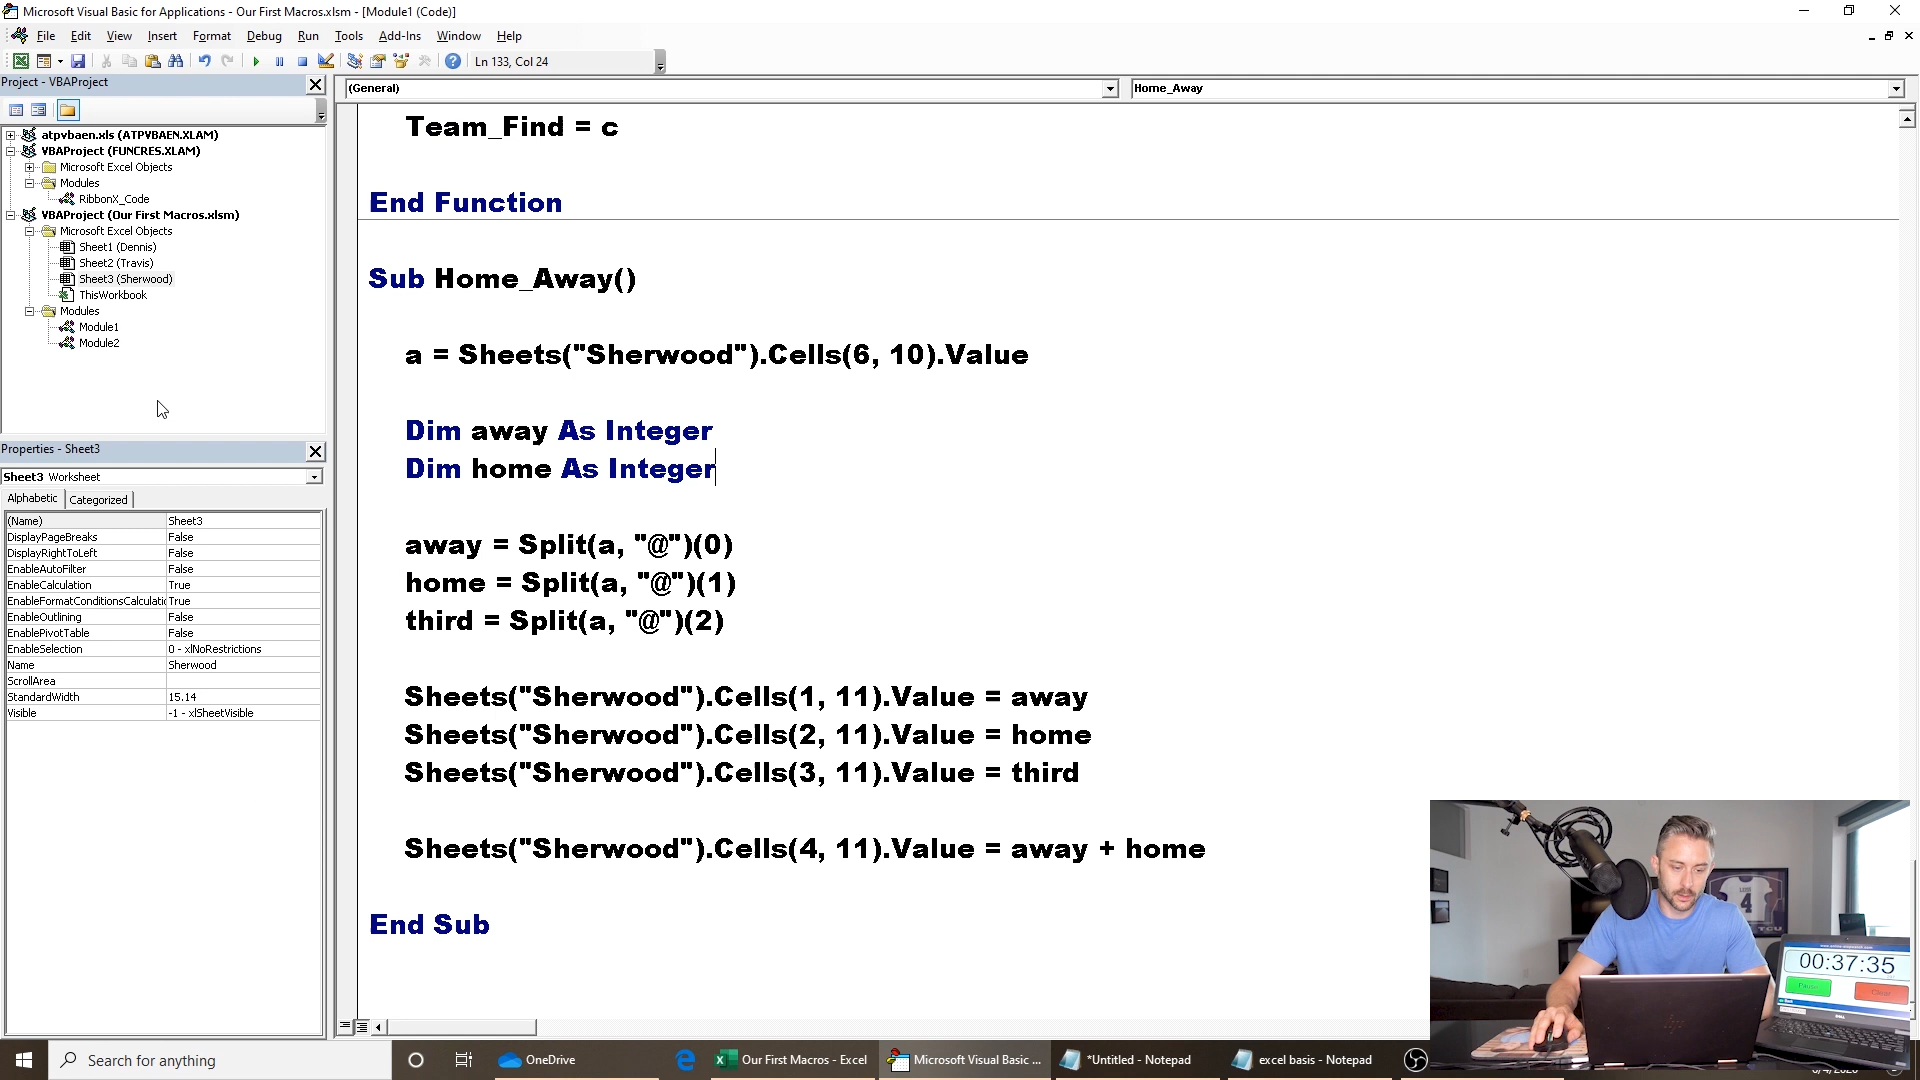 Microsoft Visual Basic for Applications - Our First Macros.xlsm - [Module1 (Code)]
File Edit View Insert Format Debug Run Tools Add-Ins Window Help
Ln 133, Col 24
Project - VBAProject
(General)
Home_Away
atpvbaen.xls (ATPVBAEN.XLAM)
VBAProject (FUNCRES.XLAM)
Microsoft Excel Objects
Modules
RibbonX_Code
VBAProject (Our First Macros.xlsm)
Microsoft Excel Objects
Sheet1 (Dennis)
Sheet2 (Travis)
Sheet3 (Sherwood)
ThisWorkbook
Modules
Module1
Module2
Properties - Sheet3
Sheet3 Worksheet
Alphabetic Categorized
(Name) Sheet3
DisplayPageBreaks False
DisplayRightToLeft False
EnableAutoFilter False
EnableCalculation True
EnableFormatConditionsCalculatic True
EnableOutlining False
EnablePivotTable False
EnableSelection 0 - xlNoRestrictions
Name Sherwood
ScrollArea
StandardWidth 15.14
Visible -1 - xlSheetVisible
Team_Find = c
End Function
Sub Home_Away()
a = Sheets("Sherwood").Cells(6, 10).Value
Dim away As Integer
Dim home As Integer
away = Split(a, "@")(0)
home = Split(a, "@")(1)
third = Split(a, "@")(2)
Sheets("Sherwood").Cells(1, 11).Value = away
Sheets("Sherwood").Cells(2, 11).Value = home
Sheets("Sherwood").Cells(3, 11).Value = third
Sheets("Sherwood").Cells(4, 11).Value = away + home
End Sub
4
TCU
00:37:35
Pause
Clear
DELL
Search for anything
OneDrive
Our First Macros - Excel
Microsoft Visual Basic ...
*Untitled - Notepad
excel basis - Notepad